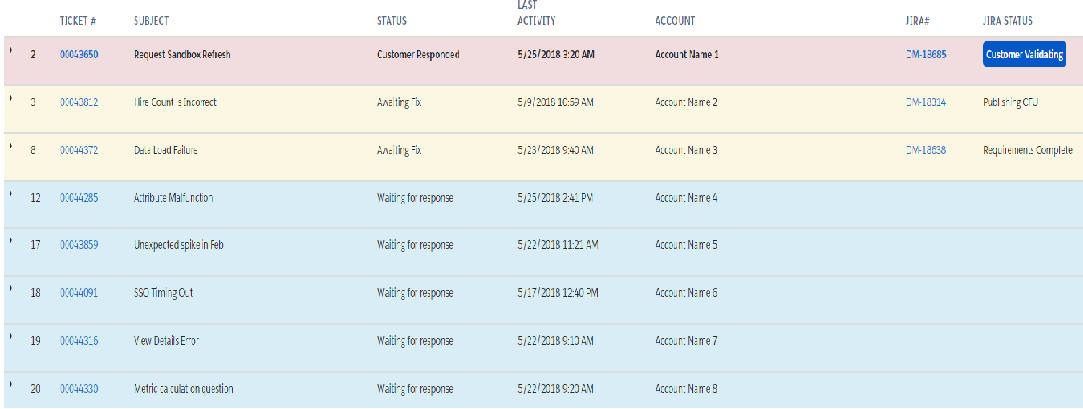 TICKET # SUBJECT STATUS LAST ACTIVITY ACCOUNT JIRA# JIRA STATUS
2 00043650 Request Sandbox Refresh Customer Responded 5/25/2018 3:20 AM Account Name 1 DM-13685 Customer Validating
3 00043812 Hire Count is Incorrect Awaiting Fix 5/9/2018 10:59 AM Account Name 2 DM-18314 Publishing CFU
8 00044372 Data Load Failure Awaiting Fix 5/23/2018 9:40 AM Account Name 3 DM-18638 Requirements Complete
12 00044285 Attribute Malfunction Waiting for response 5/25/2018 2:41 PM Account Name 4
17 00043859 Unexpected spike in Feb Waiting for response 5/22/2018 11:21 AM Account Name 5
18 00044091 SSO Timing Out Waiting for response 5/17/2018 12:40 PM Account Name 6
19 00044316 View Details Error Waiting for response 5/22/2018 9:10 AM Account Name 7
20 00044330 Metric calculation question Waiting for response 5/22/2018 9:20 AM Account Name 8